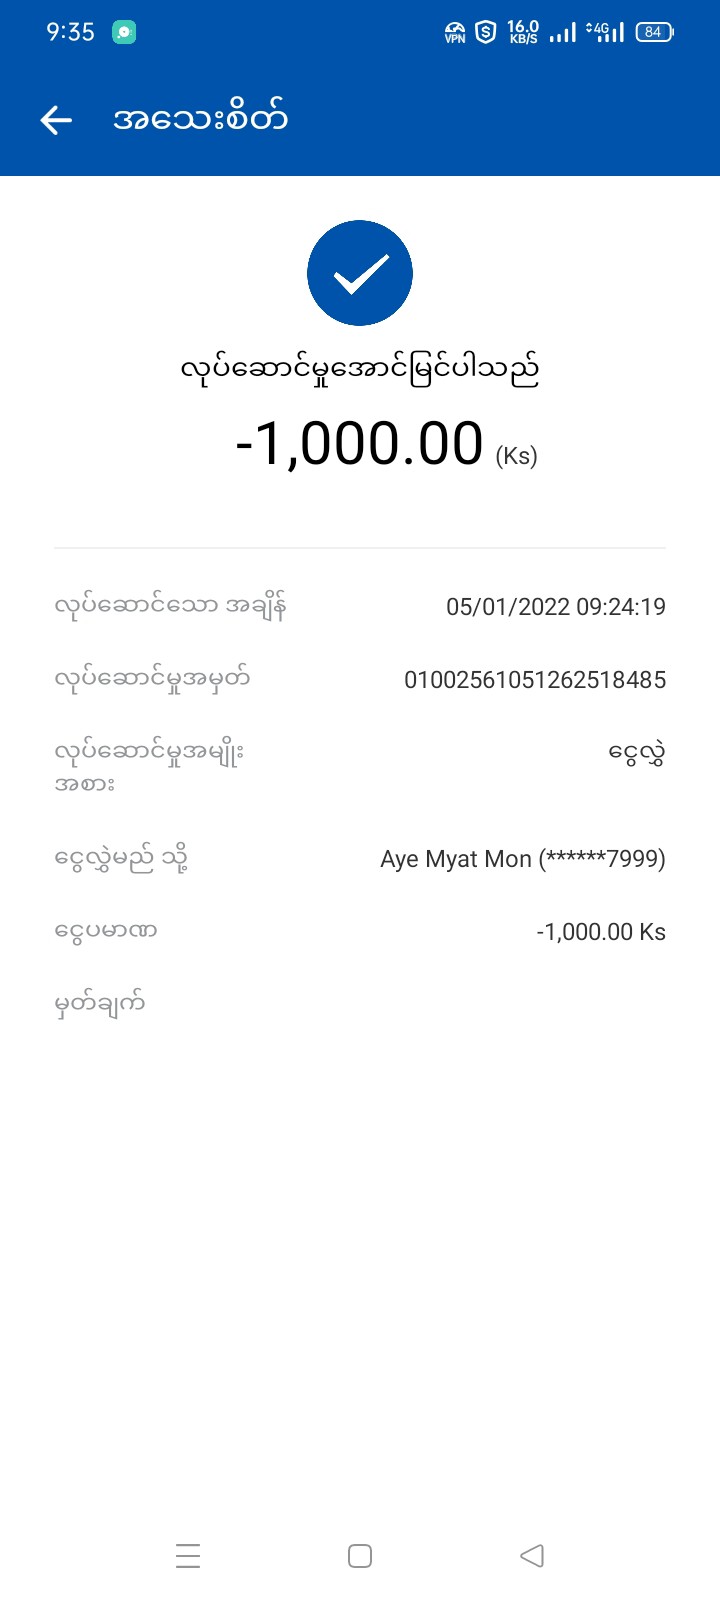 9:35
VPN
16.0
KB/S
4G
84
အသေးစိတ်
လုပ်ဆောင်မှုအောင်မြင်ပါသည်
-1,000.00 (Ks)
လုပ်ဆောင်သော အချိန် 05/01/2022 09:24:19
လုပ်ဆောင်မှုအမှတ် 01002561051262518485
လုပ်ဆောင်မှုအမျိုး ငွေလွှဲ
အစား
ငွေလွှဲမည် သို့ Aye Myat Mon (******7999)
ငွေပမာဏ -1,000.00 Ks
မှတ်ချက်